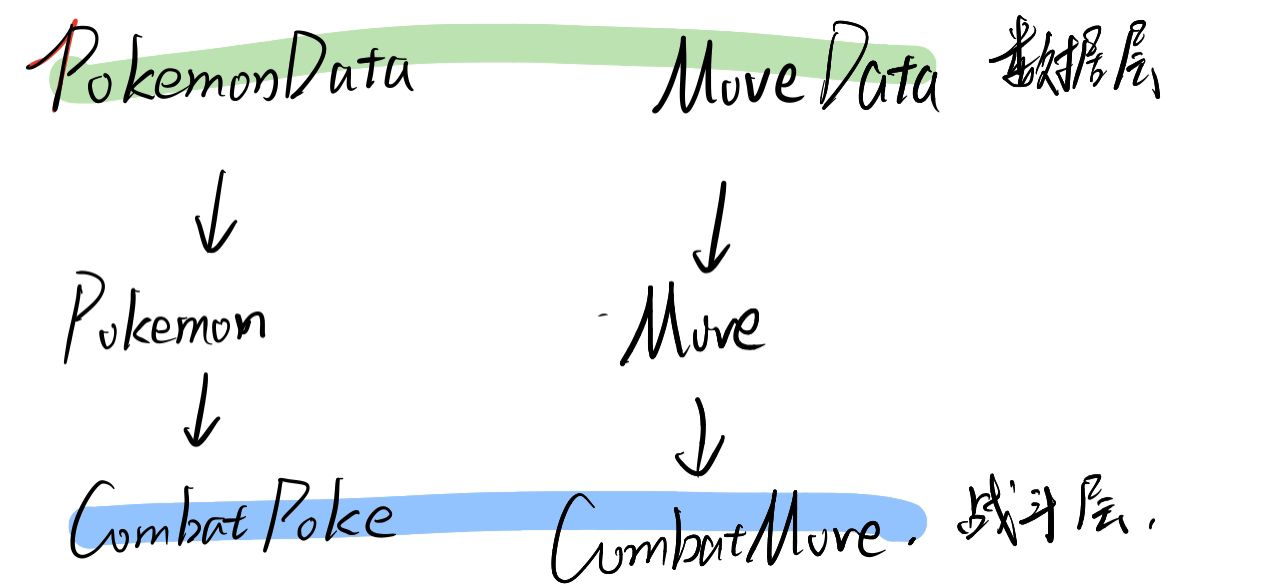 PokemonData MoveData 数据层
Pokemon Move
CombatPoke CombatMove. 战斗层.